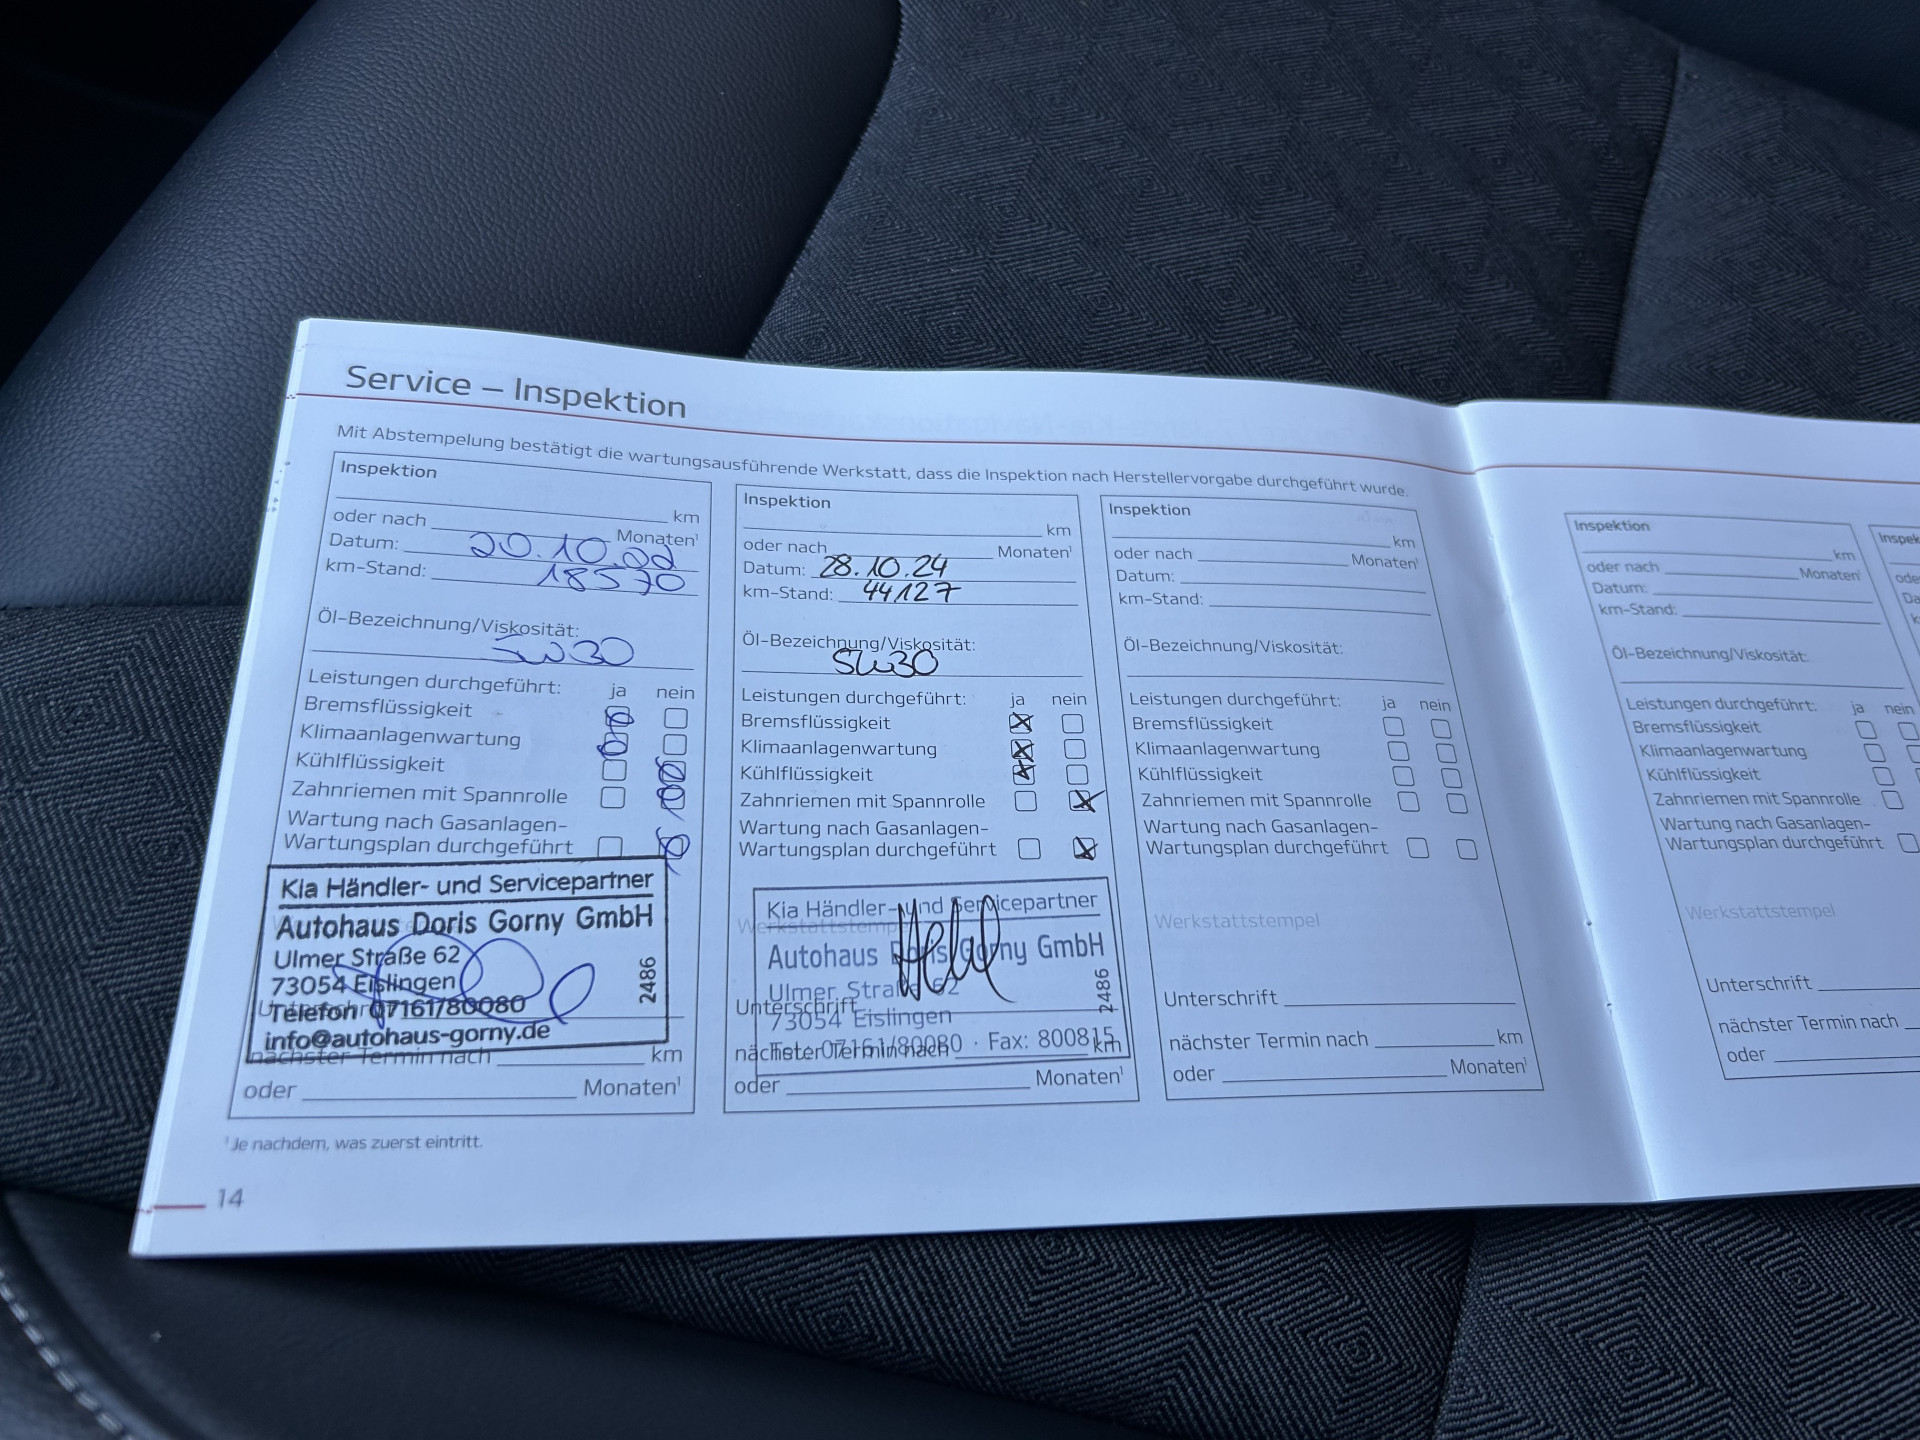 Service – Inspektion
Mit Abstempelung bestätigt die wartungsausführende Werkstatt, dass die Inspektion nach Herstellervorgabe durchgeführt wurde.
Inspektion
km
oder nach Monaten¹
Datum: 20.10.22
km-Stand: 18570
Öl-Bezeichnung/Viskosität:
5W30
Leistungen durchgeführt: ja nein
Bremsflüssigkeit
Klimaanlagenwartung
Kühlflüssigkeit
Zahnriemen mit Spannrolle
Wartung nach Gasanlagen-
Wartungsplan durchgeführt
Kia Händler- und Servicepartner
Autohaus Doris Gorny GmbH
Ulmer Straße 62
73054 Eislingen
Telefon 07161/80080
info@autohaus-gorny.de
2486
nächster Termin nach km
oder Monaten¹
Inspektion
km
oder nach Monaten¹
Datum: 28.10.24
km-Stand: 44127
Öl-Bezeichnung/Viskosität:
5W30
Leistungen durchgeführt: ja nein
Bremsflüssigkeit
Klimaanlagenwartung
Kühlflüssigkeit
Zahnriemen mit Spannrolle
Wartung nach Gasanlagen-
Wartungsplan durchgeführt
Werkstattstempel
Kia Händler- und Servicepartner
Autohaus Doris Gorny GmbH
Ulmer Straße 62
73054 Eislingen
07161/80080 · Fax: 800815
2486
Unterschrift
nächster Termin nach km
oder Monaten¹
Inspektion
km
oder nach Monaten¹
Datum:
km-Stand:
Öl-Bezeichnung/Viskosität:
Leistungen durchgeführt: ja nein
Bremsflüssigkeit
Klimaanlagenwartung
Kühlflüssigkeit
Zahnriemen mit Spannrolle
Wartung nach Gasanlagen-
Wartungsplan durchgeführt
Werkstattstempel
Unterschrift
nächster Termin nach km
oder Monaten¹
¹Je nachdem, was zuerst eintritt.
14
Inspektion
km
oder nach Monaten¹
Datum:
km-Stand:
Öl-Bezeichnung/Viskosität:
Leistungen durchgeführt: ja nein
Bremsflüssigkeit
Klimaanlagenwartung
Kühlflüssigkeit
Zahnriemen mit Spannrolle
Wartung nach Gasanlagen-
Wartungsplan durchgeführt
Werkstattstempel
Unterschrift
nächster Termin nach
oder